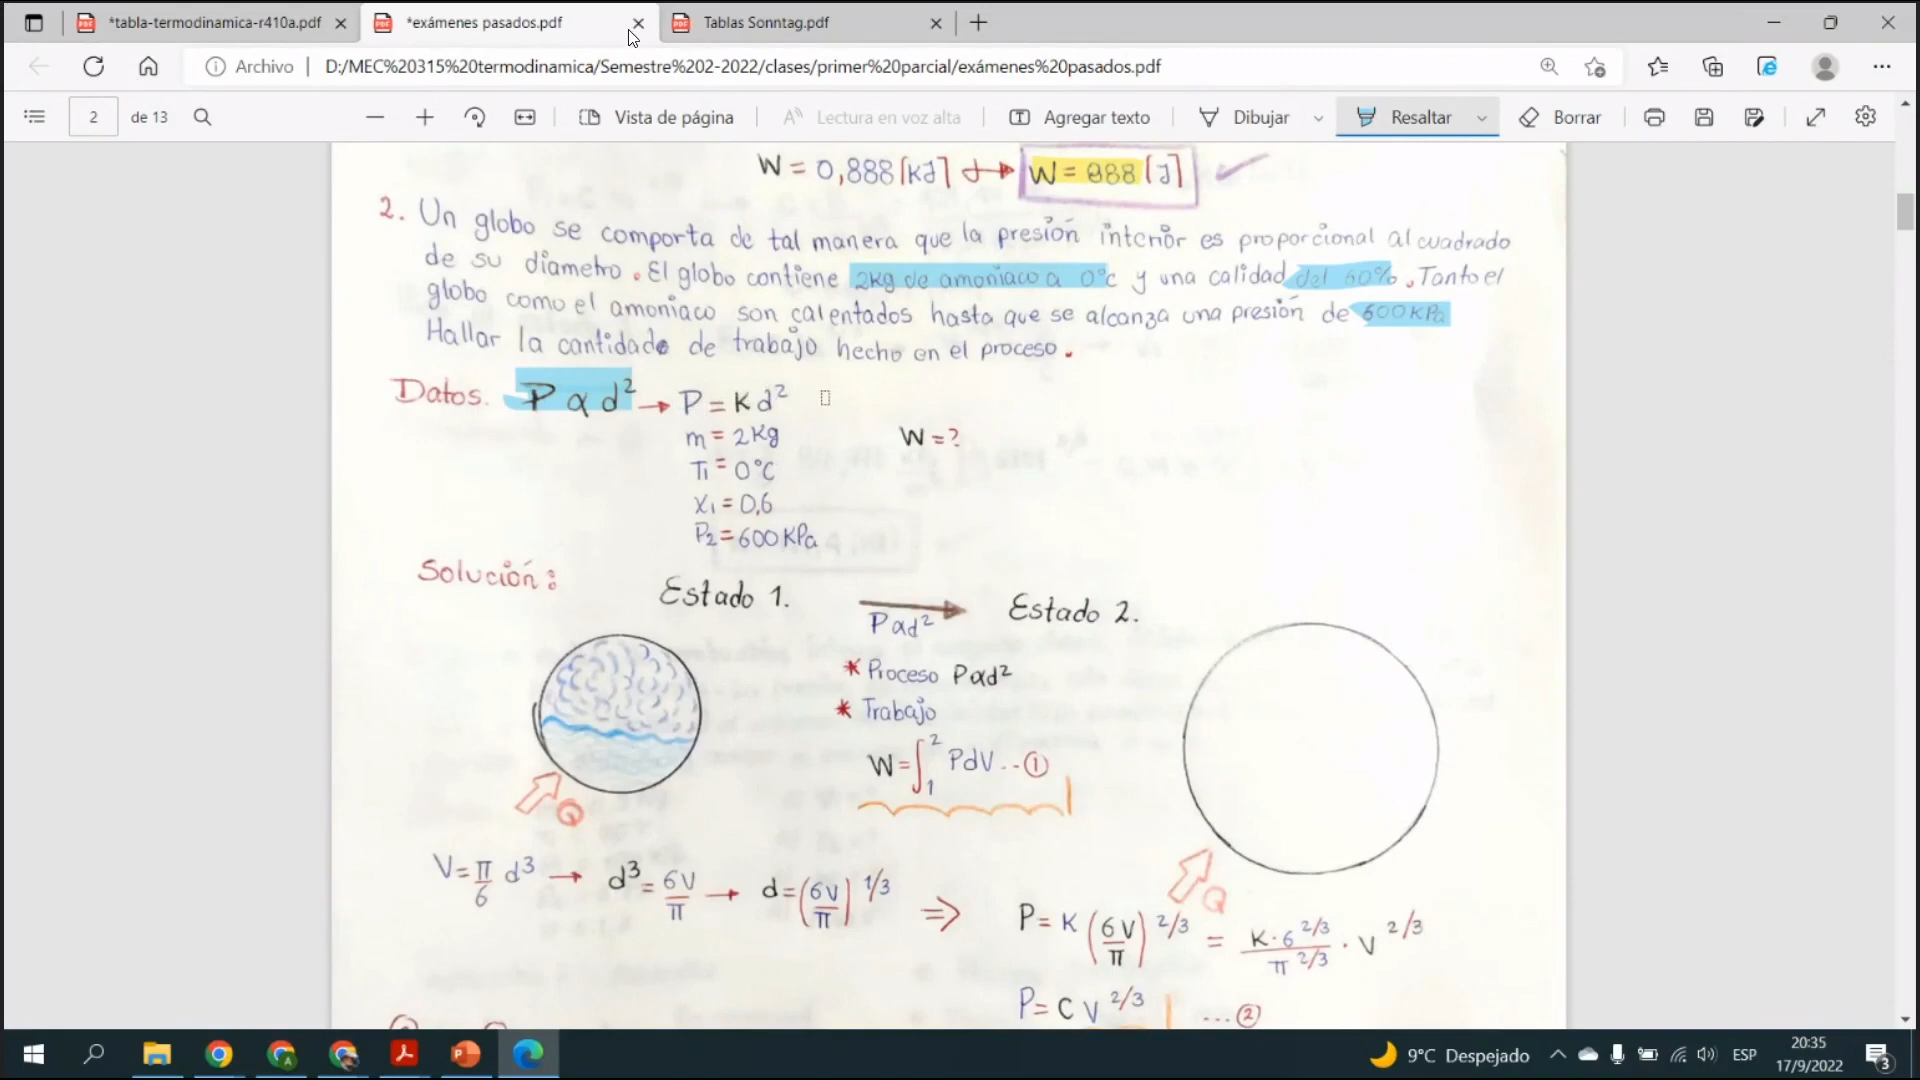 *tabla-termodinamica-r410a.pdf
*exámenes pasados.pdf
Tablas Sonntag.pdf
Archivo
D:/MEC%20315%20termodinamica/Semestre%202-2022/clases/primer%20parcial/exámenes%20pasados.pdf
2
de 13
Vista de página
Lectura en voz alta
Agregar texto
Dibujar
Resaltar
Borrar
W = 0,888 [kJ] → W = 888 [J]
2. Un globo se comporta de tal manera que la presión interior es proporcional al cuadrado
de su diametro. El globo contiene 2kg de amoniaco a 0°c y una calidad del 60%. Tanto el
globo como el amoniaco son calentados hasta que se alcanza una presión de 600KPa
Hallar la cantidad de trabajo hecho en el proceso.
Datos. P α d² → P = K d²
m = 2Kg
W = ?
T1 = 0°C
X1 = 0,6
P2 = 600KPa
Solución:
Estado 1.
Pαd²
Estado 2.
* Proceso Pαd²
* Trabajo
W = ∫₁² PdV ... ①
Q
Q
V = π/6 d³ → d³ = 6V/π → d = (6V/π)^1/3 ⇒ P = K (6V/π)^2/3 = K·6^2/3 / π^2/3 · V^2/3
P = C V^2/3 ... ②
9°C Despejado
ESP
20:35
17/9/2022
3